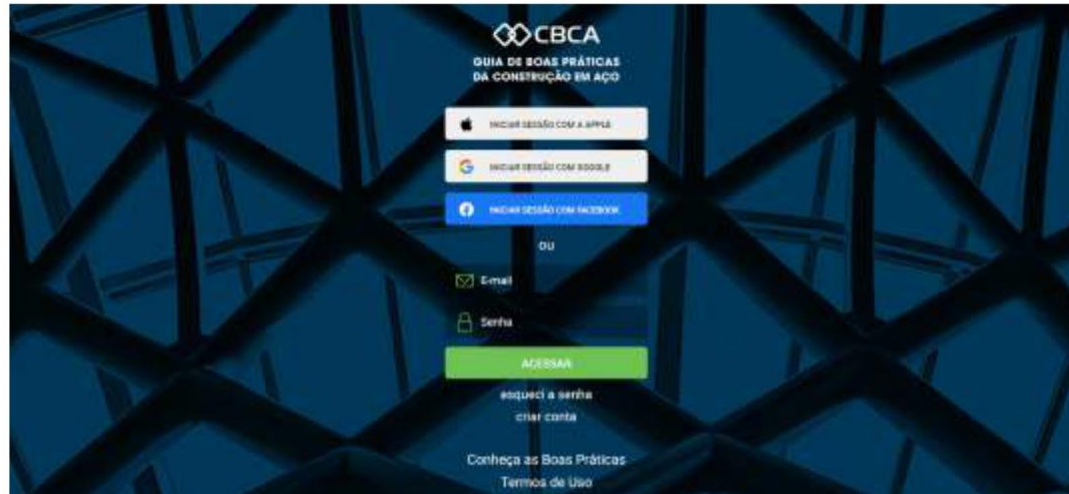 CBCA
GUIA DE BOAS PRÁTICAS
DA CONSTRUÇÃO EM AÇO
INICIAR SESSÃO COM A APPLE
INICIAR SESSÃO COM GOOGLE
INICIAR SESSÃO COM FACEBOOK
ou
E-mail
Senha
ACESSAR
esqueci a senha
criar conta
Conheça as Boas Práticas
Termos de Uso